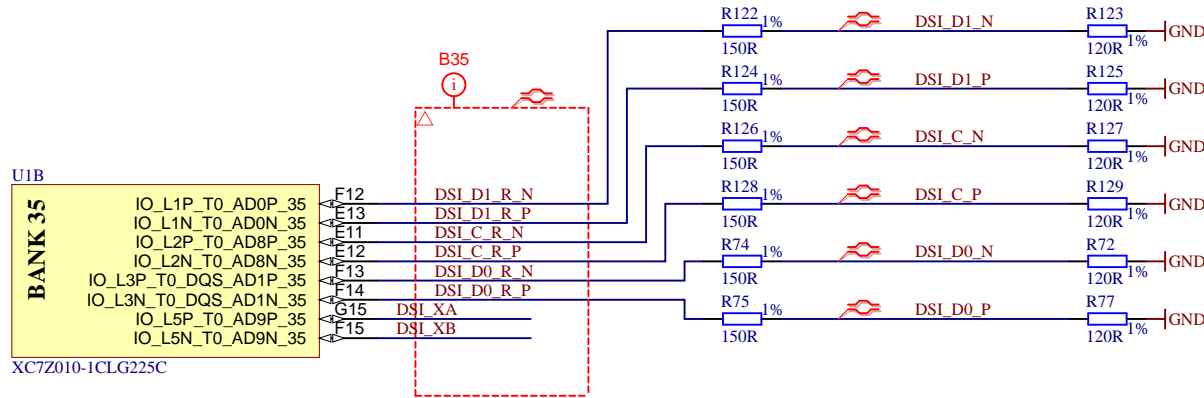 R122 1% DSI_D1_N R123
150R 120R 1% GND
R124 1% DSI_D1_P R125
150R 120R 1% GND
R126 1% DSI_C_N R127
150R 120R 1% GND
R128 1% DSI_C_P R129
150R 120R 1% GND
R74 1% DSI_D0_N R72
150R 120R 1% GND
R75 1% DSI_D0_P R77
150R 120R 1% GND
B35
i
U1B
BANK 35
IO_L1P_T0_AD0P_35 F12 DSI_D1_R_N
IO_L1N_T0_AD0N_35 E13 DSI_D1_R_P
IO_L2P_T0_AD8P_35 E11 DSI_C_R_N
IO_L2N_T0_AD8N_35 E12 DSI_C_R_P
IO_L3P_T0_DQS_AD1P_35 F13 DSI_D0_R_N
IO_L3N_T0_DQS_AD1N_35 F14 DSI_D0_R_P
IO_L5P_T0_AD9P_35 G15 DSI_XA
IO_L5N_T0_AD9N_35 F15 DSI_XB
XC7Z010-1CLG225C